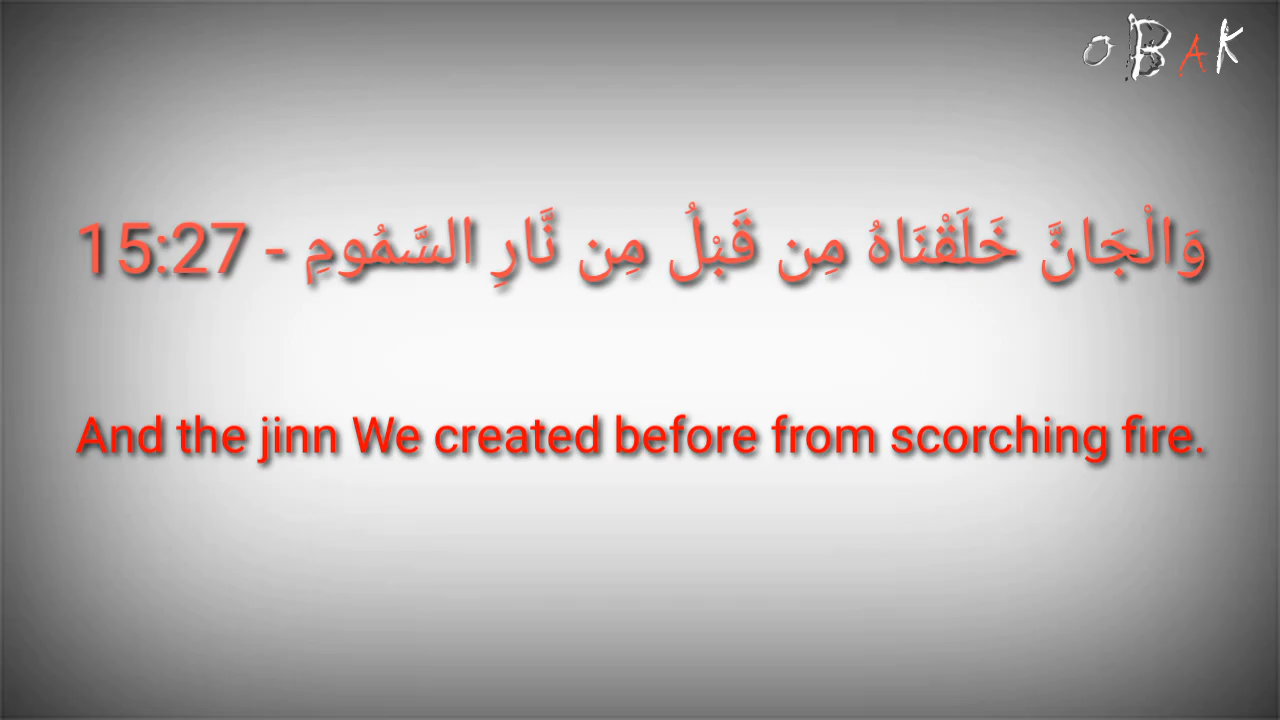 oBAK
وَالْجَانَّ خَلَقْنَاهُ مِن قَبْلُ مِن نَّارِ السَّمُومِ - 15:27
And the jinn We created before from scorching fire.